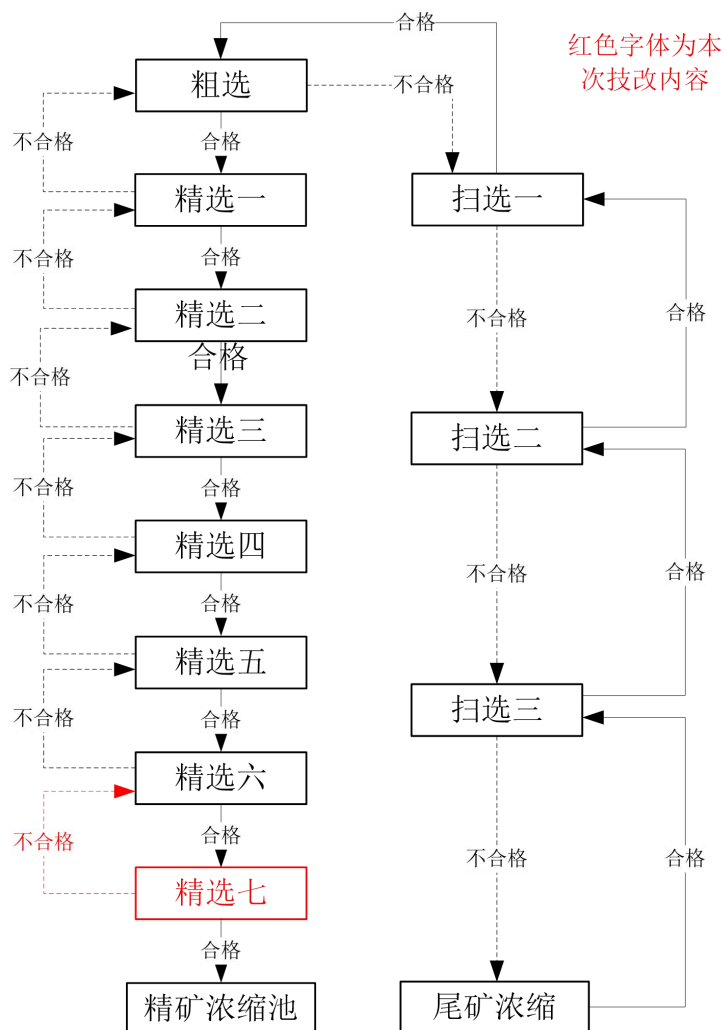 合格
红色字体为本
次技改内容
粗选
不合格
不合格
合格
精选一
扫选一
不合格
合格
精选二
不合格
合格
合格
不合格
精选三
扫选二
不合格
合格
精选四
不合格
合格
不合格
合格
精选五
扫选三
不合格
合格
精选六
不合格
合格
不合格
合格
精选七
合格
精矿浓缩池
尾矿浓缩